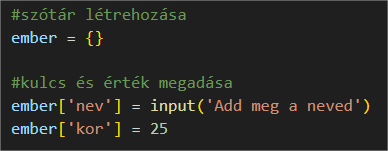 #szótár létrehozása
ember = {}
#kulcs és érték megadása
ember['nev'] = input('Add meg a neved')
ember['kor'] = 25